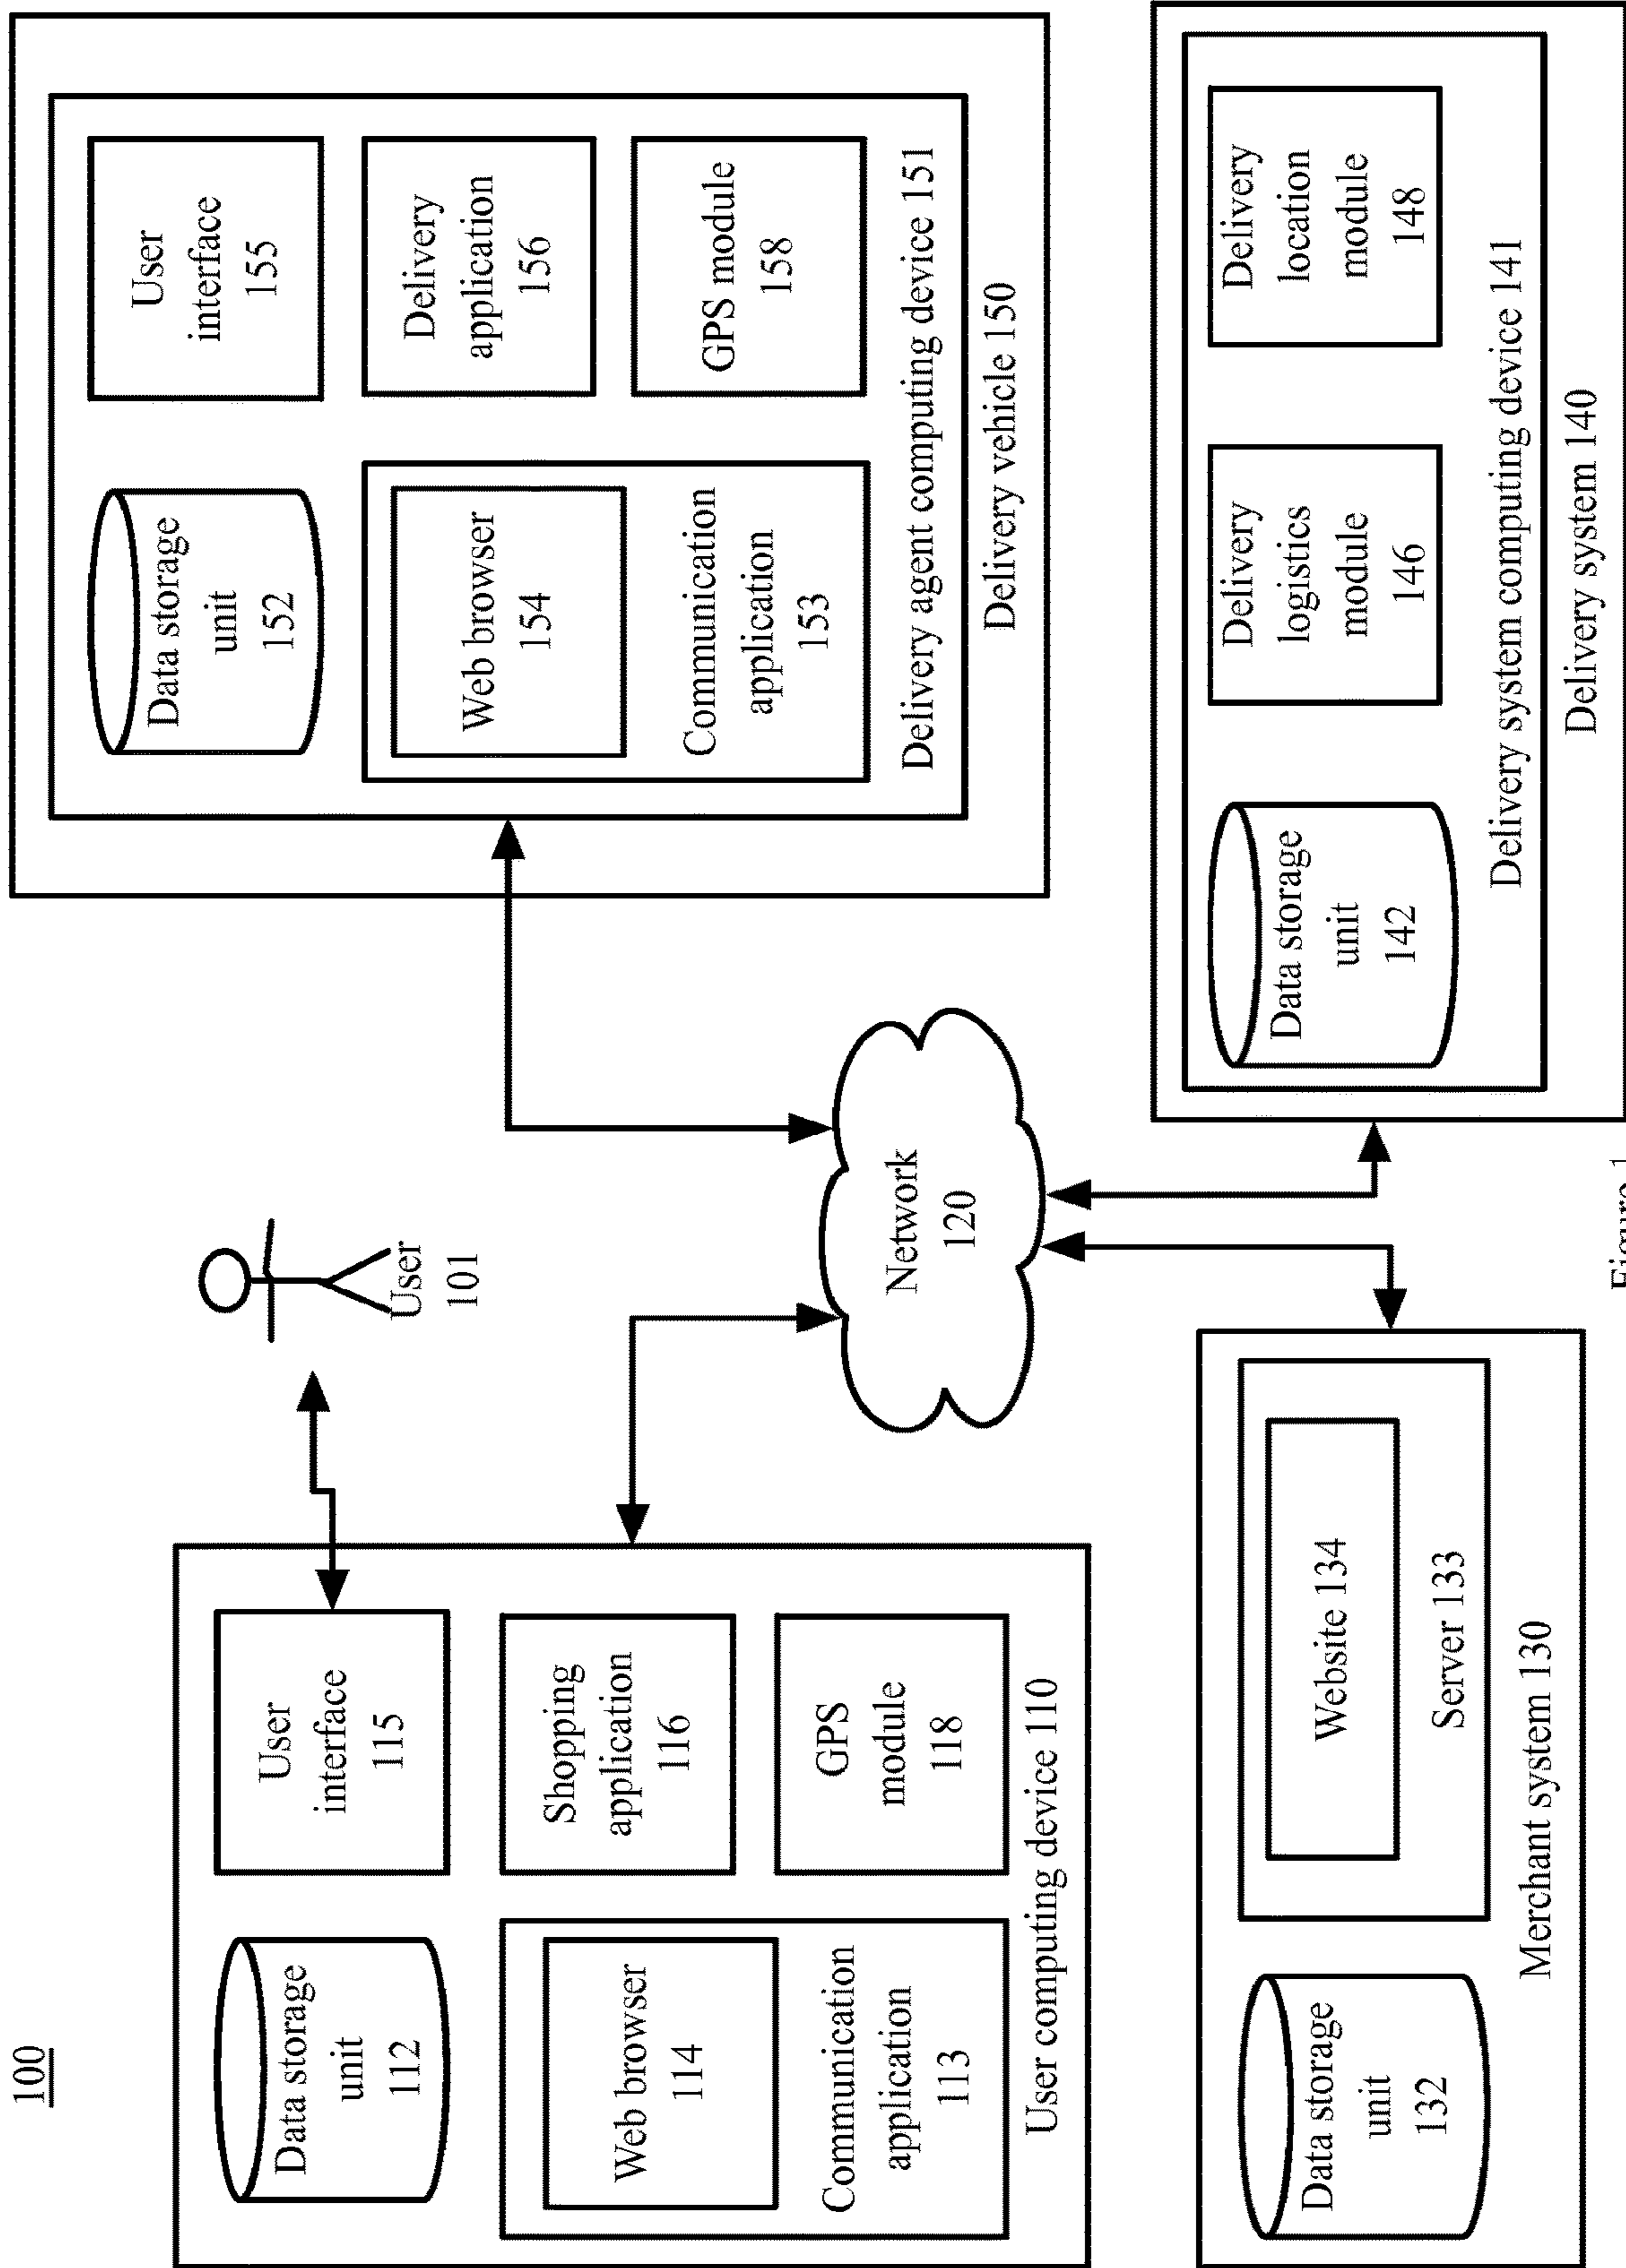 100
Data storage
unit
112
User
interface
115
Web browser
114
Communication
application
113
Shopping
application
116
GPS
module
118
User computing device 110
User
101
Data storage
unit
152
User
interface
155
Web browser
154
Communication
application
153
Delivery
application
156
GPS module
158
Delivery agent computing device 151
Delivery vehicle 150
Network
120
Data storage
unit
132
Website 134
Server 133
Merchant system 130
Data storage
unit
142
Delivery
logistics
module
146
Delivery
location
module
148
Delivery system computing device 141
Delivery system 140
Figure 1